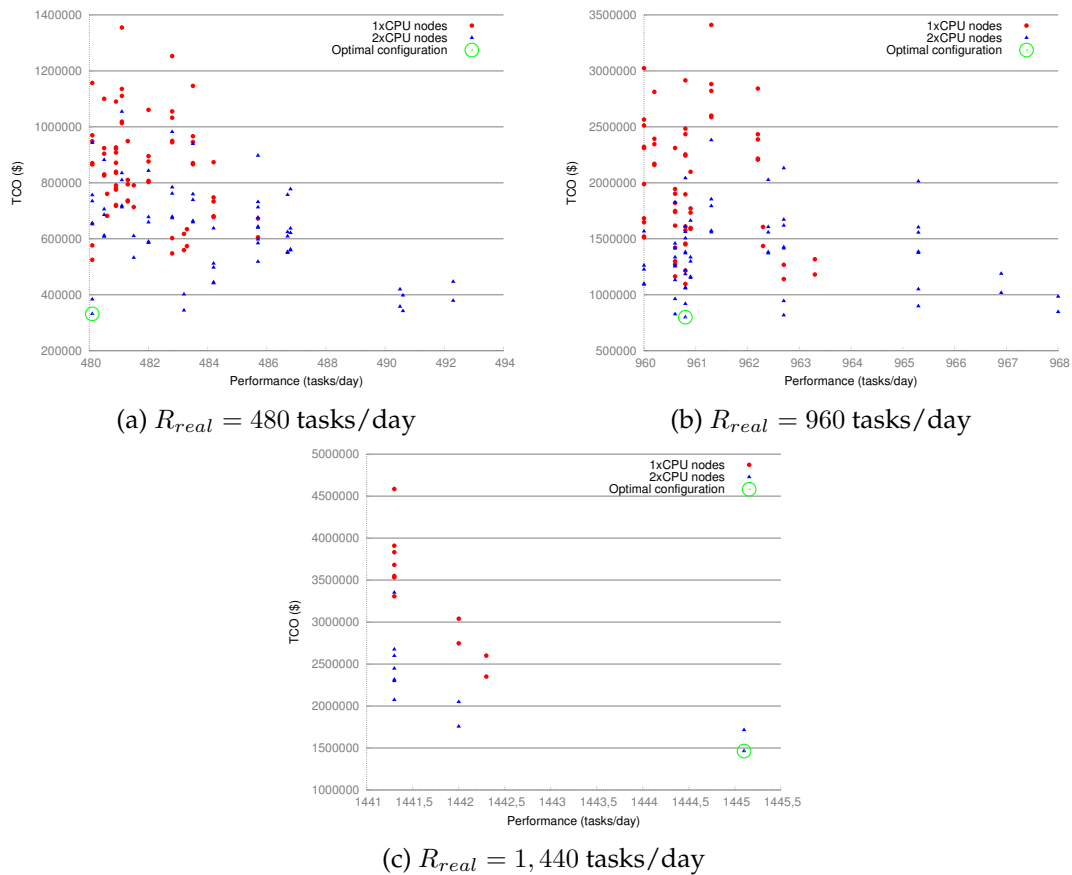 1400000
1200000
1000000
800000
600000
400000
200000
TCO ($)
480
482
484
486
488
490
492
494
Performance (tasks/day)
1xCPU nodes
2xCPU nodes
Optimal configuration
(a) R_real = 480 tasks/day
3500000
3000000
2500000
2000000
1500000
1000000
500000
TCO ($)
960
961
962
963
964
965
966
967
968
Performance (tasks/day)
1xCPU nodes
2xCPU nodes
Optimal configuration
(b) R_real = 960 tasks/day
5000000
4500000
4000000
3500000
3000000
2500000
2000000
1500000
1000000
TCO ($)
1441
1441,5
1442
1442,5
1443
1443,5
1444
1444,5
1445
1445,5
Performance (tasks/day)
1xCPU nodes
2xCPU nodes
Optimal configuration
(c) R_real = 1, 440 tasks/day